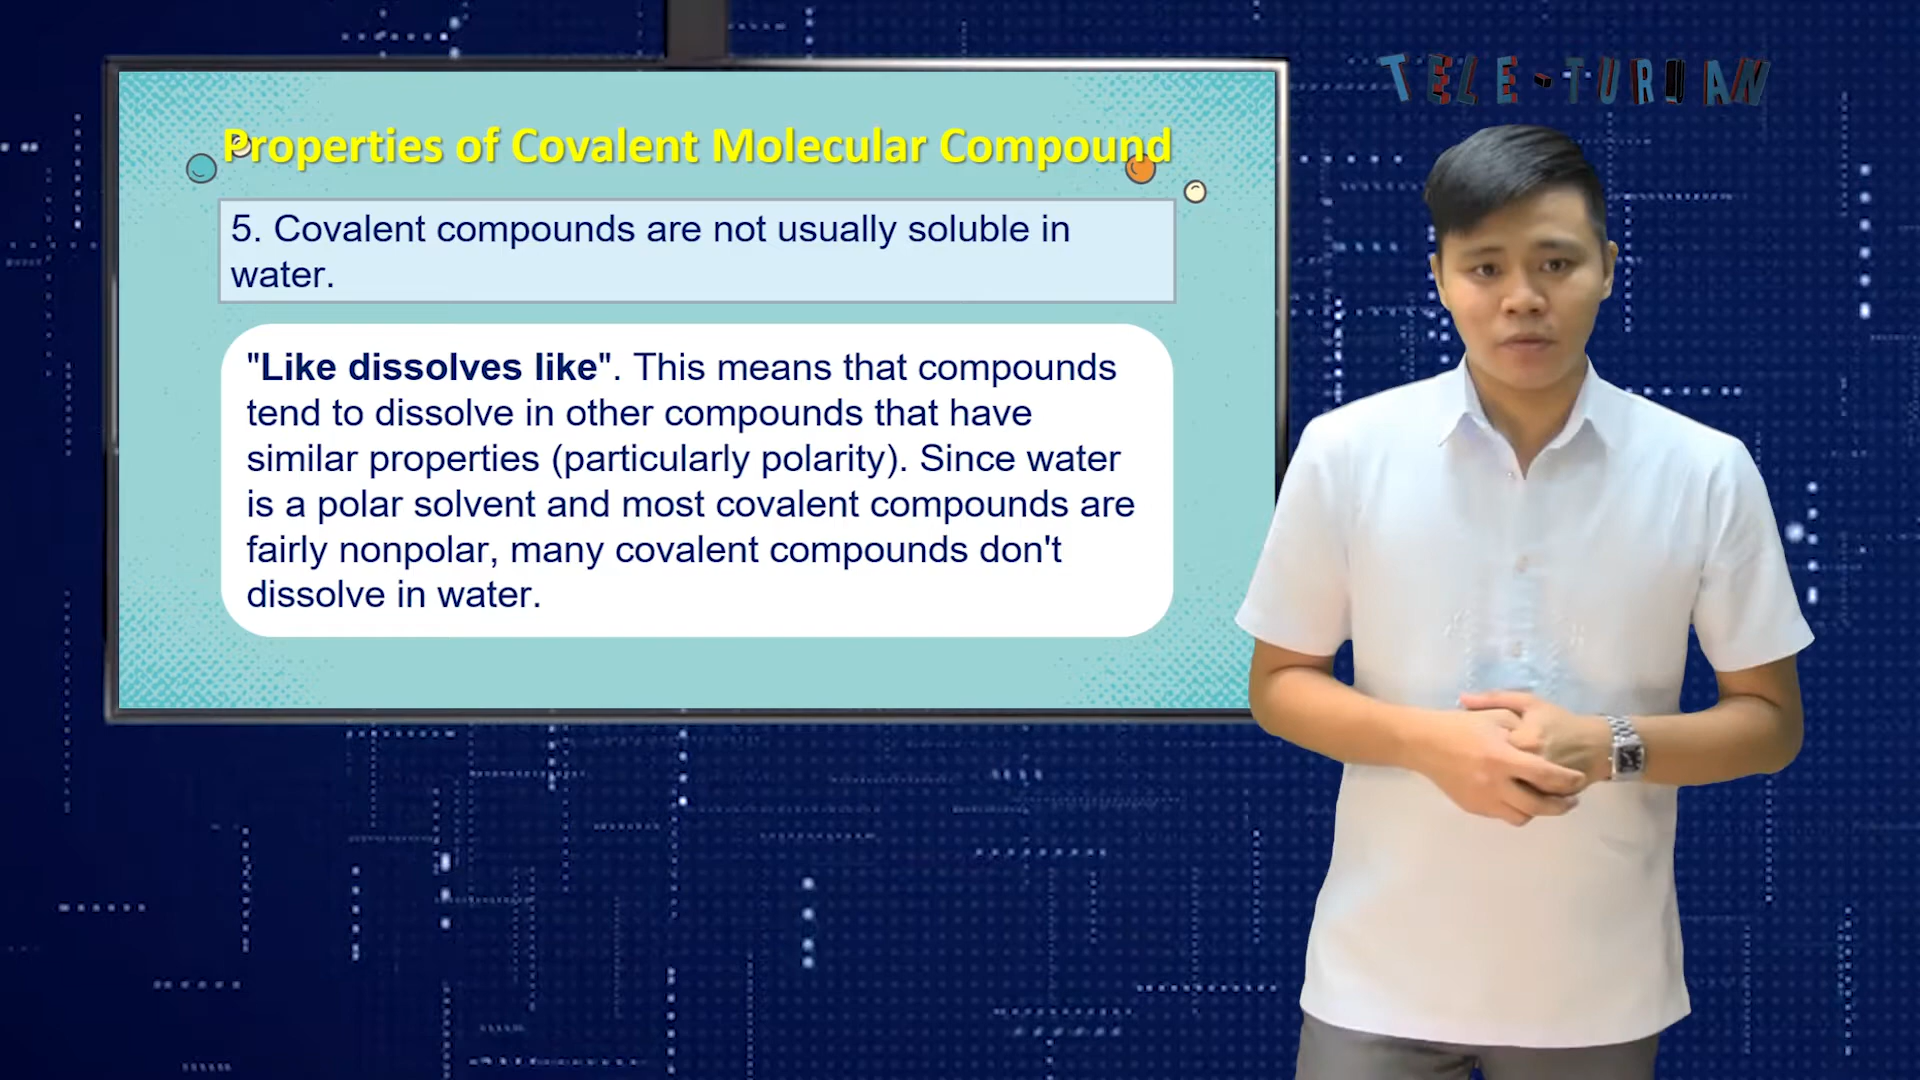 TELE-TURUAN
Properties of Covalent Molecular Compound
5. Covalent compounds are not usually soluble in
water.
"Like dissolves like". This means that compounds
tend to dissolve in other compounds that have
similar properties (particularly polarity). Since water
is a polar solvent and most covalent compounds are
fairly nonpolar, many covalent compounds don't
dissolve in water.